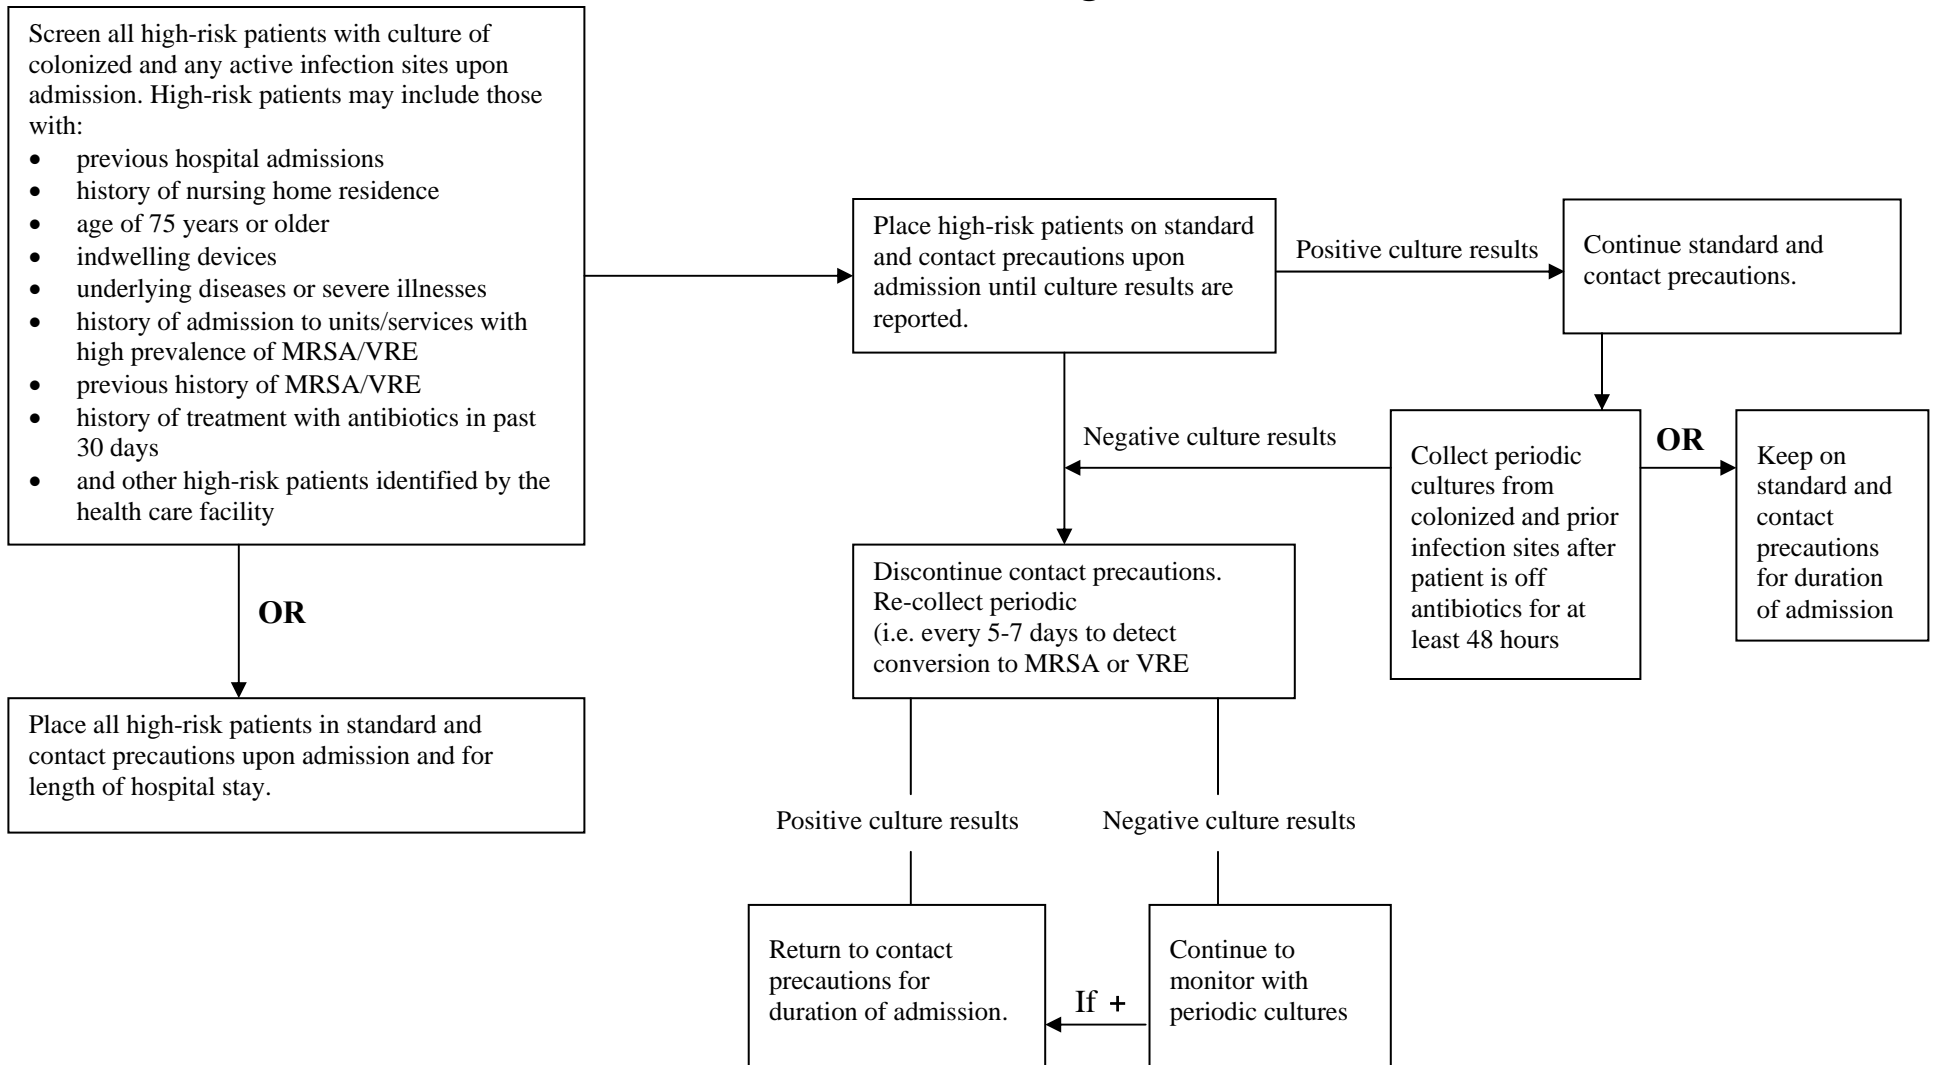 Screen all high-risk patients with culture of
colonized and any active infection sites upon
admission. High-risk patients may include those
with:
• previous hospital admissions
• history of nursing home residence
• age of 75 years or older
• indwelling devices
• underlying diseases or severe illnesses
• history of admission to units/services with
high prevalence of MRSA/VRE
• previous history of MRSA/VRE
• history of treatment with antibiotics in past
30 days
• and other high-risk patients identified by the
health care facility
OR
Place all high-risk patients in standard and
contact precautions upon admission and for
length of hospital stay.
Place high-risk patients on standard
and contact precautions upon
admission until culture results are
reported.
Positive culture results
Continue standard and
contact precautions.
Negative culture results
Collect periodic
cultures from
colonized and prior
infection sites after
patient is off
antibiotics for at
least 48 hours
OR
Keep on
standard and
contact
precautions
for duration
of admission
Discontinue contact precautions.
Re-collect periodic
(i.e. every 5-7 days to detect
conversion to MRSA or VRE
Positive culture results
Negative culture results
Return to contact
precautions for
duration of admission.
If +
Continue to
monitor with
periodic cultures